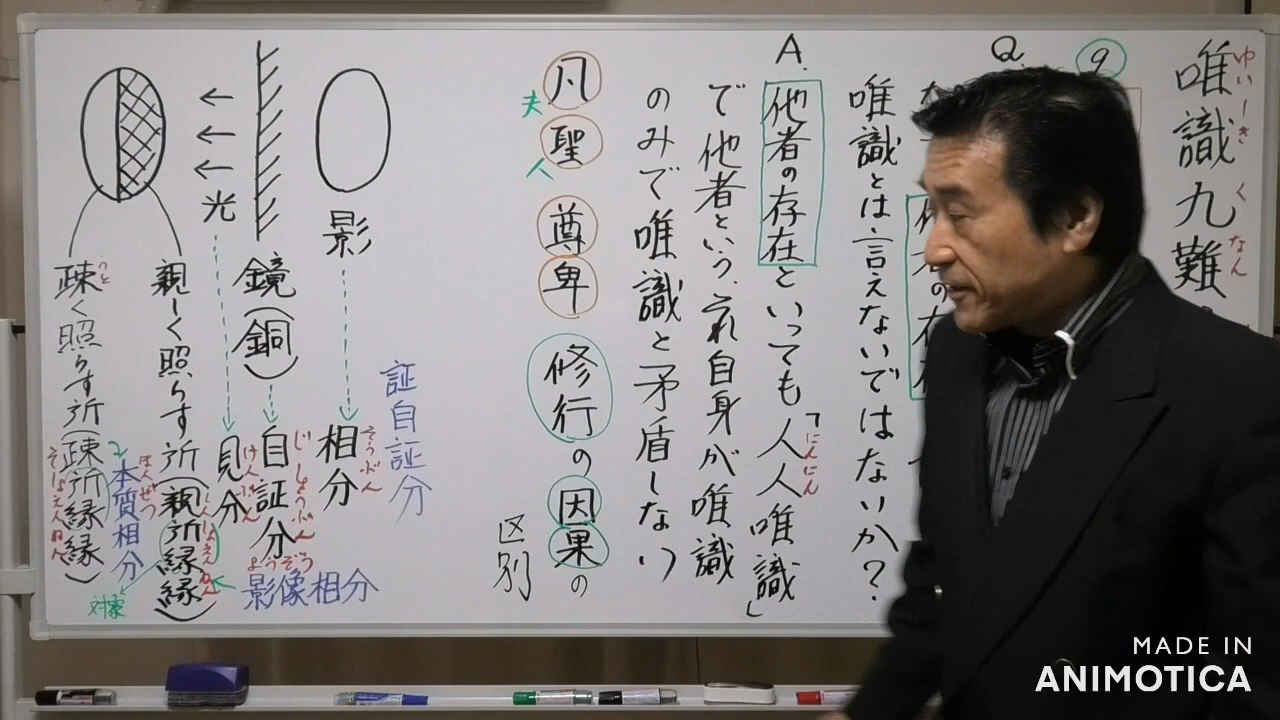 唯識九難
ゆいしきくなん
9
Q.
唯識とは言えないではないか?
A.
他者の存在といっても「人人唯識」
にんにん
で他者という、それ自身が唯識
のみで唯識と矛盾しない
凡聖 尊卑 修行の因果の
夫
人
区別
影
鏡(銅)
光
証自証分
相分
そうぶん
自証分
じしょうぶん
見分
けんぶん
影像相分
ようぞう
親しく照らす所(親所縁縁)
しんしょえんねん
本質相分
ほんぜつ
対象
疎く照らす所(疎所縁縁)
うと
そしょえんねん
MADE IN
ANIMOTICA